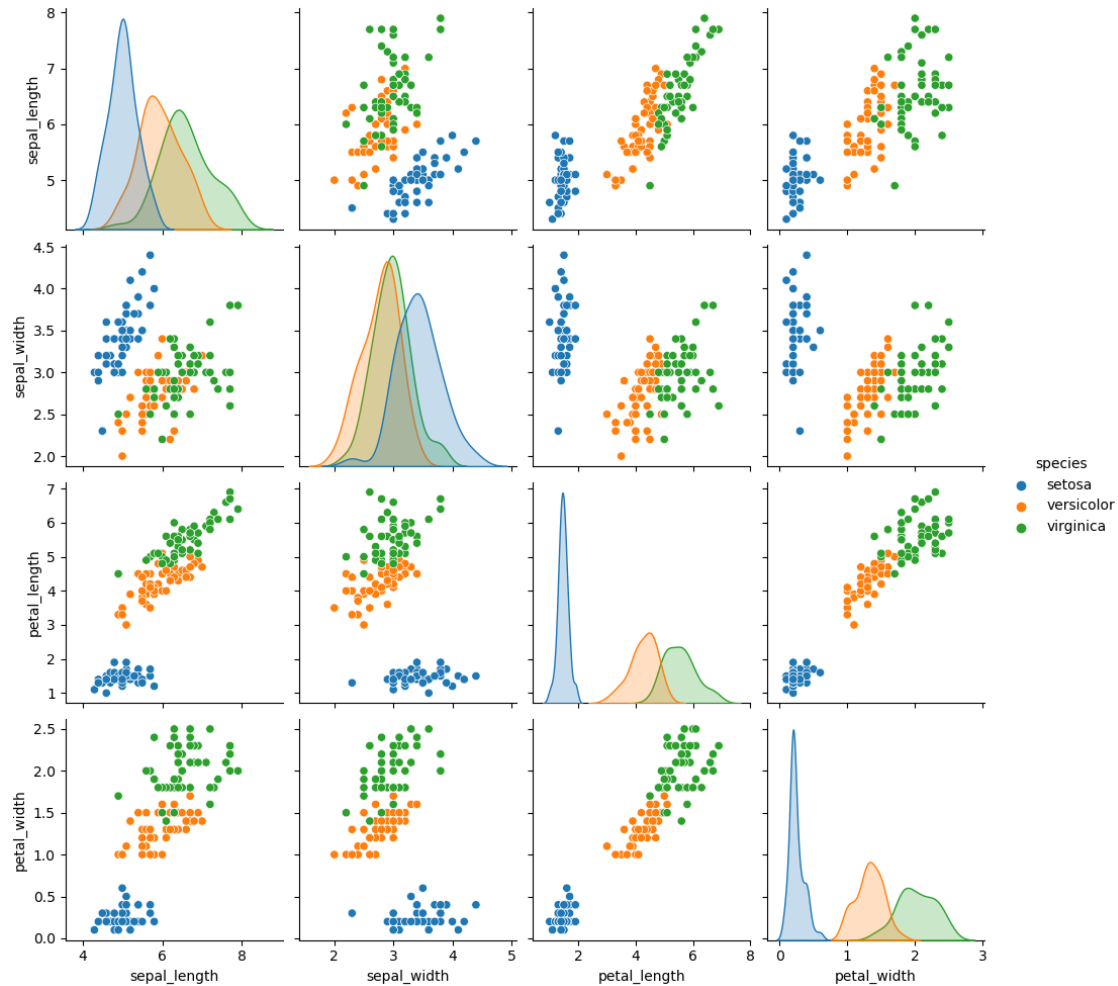 8
7
6
5
sepal_length
4.5
4.0
3.5
3.0
2.5
2.0
sepal_width
species
setosa
versicolor
virginica
7
6
5
4
3
2
1
petal_length
2.5
2.0
1.5
1.0
0.5
0.0
petal_width
4 6 8
sepal_length
2 3 4 5
sepal_width
2 4 6 8
petal_length
0 1 2 3
petal_width